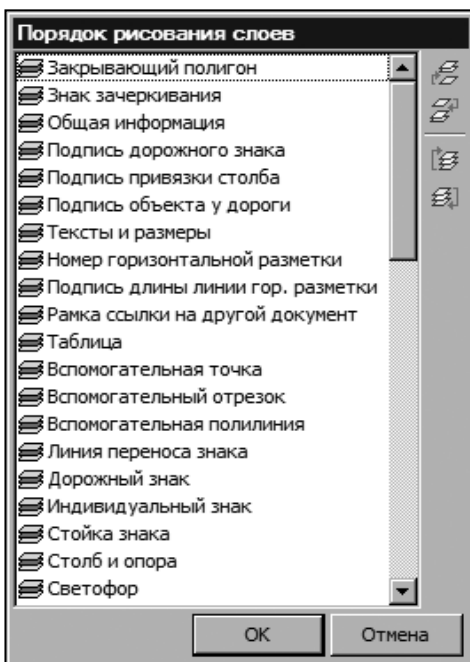 Порядок рисования слоев
Закрывающий полигон
Знак зачеркивания
Общая информация
Подпись дорожного знака
Подпись привязки столба
Подпись объекта у дороги
Тексты и размеры
Номер горизонтальной разметки
Подпись длины линии гор. разметки
Рамка ссылки на другой документ
Таблица
Вспомогательная точка
Вспомогательный отрезок
Вспомогательная полилиния
Линия переноса знака
Дорожный знак
Индивидуальный знак
Стойка знака
Столб и опора
Светофор
ОК
Отмена